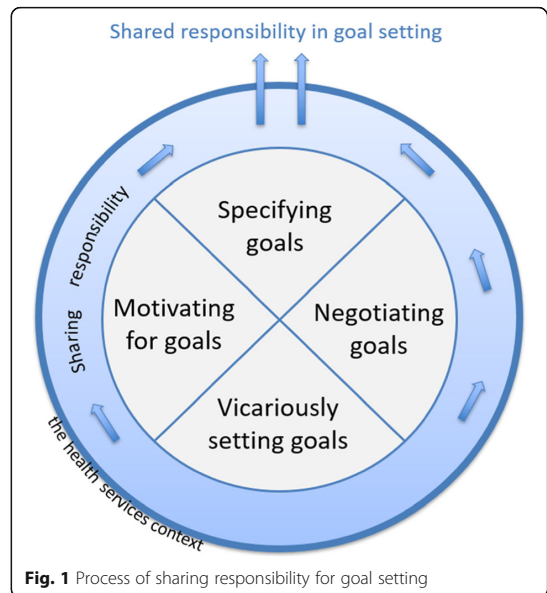 Shared responsibility in goal setting
Specifying
goals
Motivating
for goals
Negotiating
goals
Vicariously
setting goals
Sharing responsibility
the health services context
Fig. 1 Process of sharing responsibility for goal setting